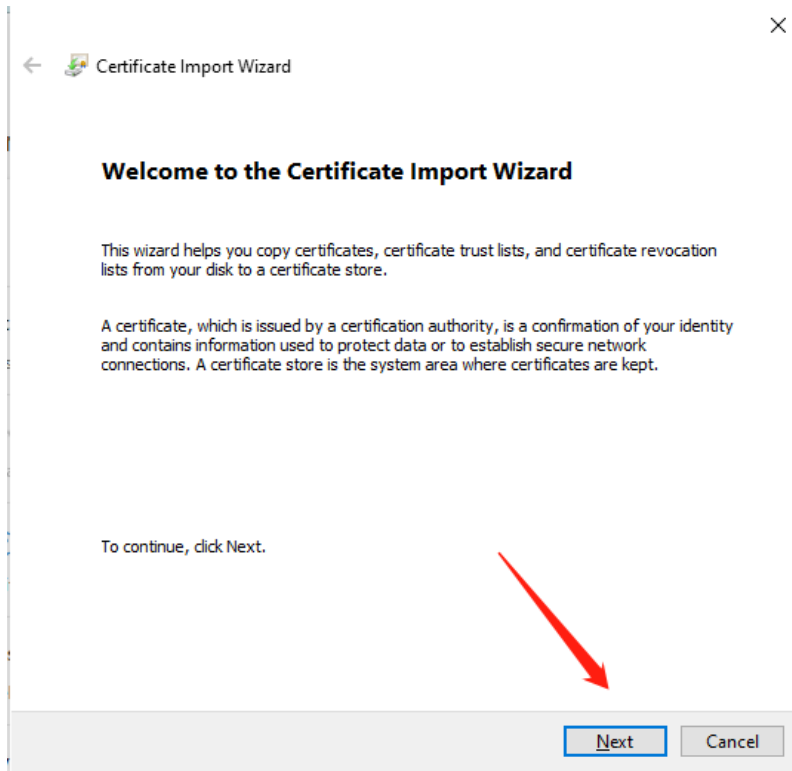 Certificate Import Wizard
Welcome to the Certificate Import Wizard
This wizard helps you copy certificates, certificate trust lists, and certificate revocation
lists from your disk to a certificate store.
A certificate, which is issued by a certification authority, is a confirmation of your identity
and contains information used to protect data or to establish secure network
connections. A certificate store is the system area where certificates are kept.
To continue, click Next.
Next
Cancel